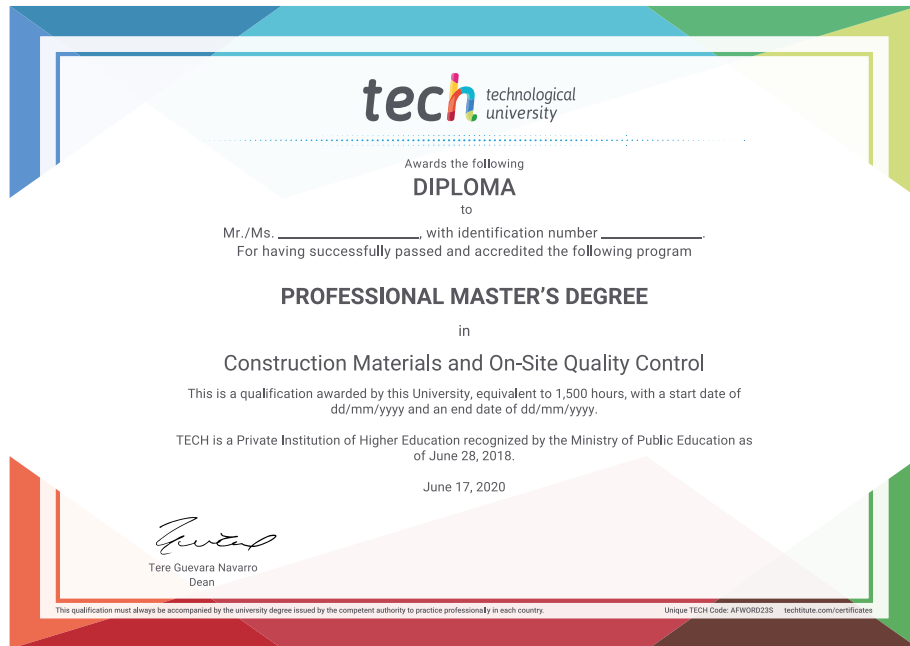 tech technological
university
Awards the following
DIPLOMA
to
Mr./Ms. ____________________, with identification number ______________.
For having successfully passed and accredited the following program
PROFESSIONAL MASTER'S DEGREE
in
Construction Materials and On-Site Quality Control
This is a qualification awarded by this University, equivalent to 1,500 hours, with a start date of
dd/mm/yyyy and an end date of dd/mm/yyyy.
TECH is a Private Institution of Higher Education recognized by the Ministry of Public Education as
of June 28, 2018.
June 17, 2020
Tere Guevara Navarro
Dean
This qualification must always be accompanied by the university degree issued by the competent authority to practice professionally in each country.
Unique TECH Code: AFWORD23S techtitute.com/certificates